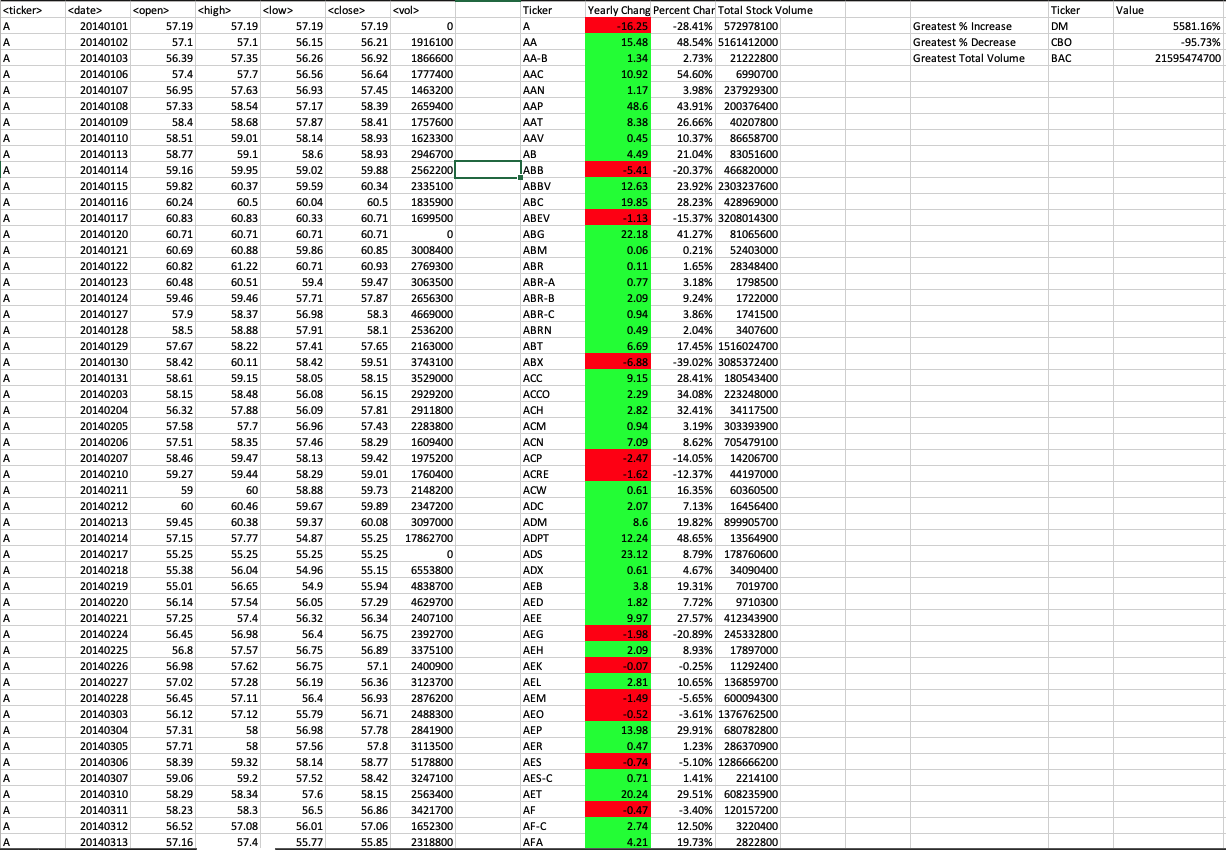 <ticker> <date> <open> <high> <low> <close> <vol> Ticker Yearly Chang Percent Char Total Stock Volume Ticker Value
A 20140101 57.19 57.19 57.19 57.19 0 A -16.25 -28.41% 572978100 Greatest % Increase DM 5581.16%
A 20140102 57.1 57.1 56.15 56.21 1916100 AA 15.48 48.54% 5161412000 Greatest % Decrease CBO -95.73%
A 20140103 56.39 57.35 56.26 56.92 1866600 AA-B 1.34 2.73% 21222800 Greatest Total Volume BAC 21595474700
A 20140106 57.4 57.7 56.56 56.64 1777400 AAC 10.92 54.60% 6990700
A 20140107 56.95 57.63 56.93 57.45 1463200 AAN 1.17 3.98% 237929300
A 20140108 57.33 58.54 57.17 58.39 2659400 AAP 48.6 43.91% 200376400
A 20140109 58.4 58.68 57.87 58.41 1757600 AAT 8.38 26.66% 40207800
A 20140110 58.51 59.01 58.14 58.93 1623300 AAV 0.45 10.37% 86658700
A 20140113 58.77 59.1 58.6 58.93 2946700 AB 4.49 21.04% 83051600
A 20140114 59.16 59.95 59.02 59.88 2562200 ABB -5.41 -20.37% 466820000
A 20140115 59.82 60.37 59.59 60.34 2335100 ABBV 12.63 23.92% 2303237600
A 20140116 60.24 60.5 60.04 60.5 1835900 ABC 19.85 28.23% 428969000
A 20140117 60.83 60.83 60.33 60.71 1699500 ABEV -1.13 -15.37% 3208014300
A 20140120 60.71 60.71 60.71 60.71 0 ABG 22.18 41.27% 81065600
A 20140121 60.69 60.88 59.86 60.85 3008400 ABM 0.06 0.21% 52403000
A 20140122 60.82 61.22 60.71 60.93 2769300 ABR 0.11 1.65% 28348400
A 20140123 60.48 60.51 59.4 59.47 3063500 ABR-A 0.77 3.18% 1798500
A 20140124 59.46 59.46 57.71 57.87 2656300 ABR-B 2.09 9.24% 1722000
A 20140127 57.9 58.37 56.98 58.3 4669000 ABR-C 0.94 3.86% 1741500
A 20140128 58.5 58.88 57.91 58.1 2536200 ABRN 0.49 2.04% 3407600
A 20140129 57.67 58.22 57.41 57.65 2163000 ABT 6.69 17.45% 1516024700
A 20140130 58.42 60.11 58.42 59.51 3743100 ABX -6.88 -39.02% 3085372400
A 20140131 58.61 59.15 58.05 58.15 3529000 ACC 9.15 28.41% 180543400
A 20140203 58.15 58.48 56.08 56.15 2929200 ACCO 2.29 34.08% 223248000
A 20140204 56.32 57.88 56.09 57.81 2911800 ACH 2.82 32.41% 34117500
A 20140205 57.58 57.7 56.96 57.43 2283800 ACM 0.94 3.19% 303393900
A 20140206 57.51 58.35 57.46 58.29 1609400 ACN 7.09 8.62% 705479100
A 20140207 58.46 59.47 58.13 59.42 1975200 ACP -2.47 -14.05% 14206700
A 20140210 59.27 59.44 58.29 59.01 1760400 ACRE -1.62 -12.37% 44197000
A 20140211 59 60 58.88 59.73 2148200 ACW 0.61 16.35% 60360500
A 20140212 60 60.46 59.67 59.89 2347200 ADC 2.07 7.13% 16456400
A 20140213 59.45 60.38 59.37 60.08 3097000 ADM 8.6 19.82% 899905700
A 20140214 57.15 57.77 54.87 55.25 17862700 ADPT 12.24 48.65% 13564900
A 20140217 55.25 55.25 55.25 55.25 0 ADS 23.12 8.79% 178760600
A 20140218 55.38 56.04 54.96 55.15 6553800 ADX 0.61 4.67% 34090400
A 20140219 55.01 56.65 54.9 55.94 4838700 AEB 3.8 19.31% 7019700
A 20140220 56.14 57.54 56.05 57.29 4629700 AED 1.82 7.72% 9710300
A 20140221 57.25 57.4 56.32 56.34 2407100 AEE 9.97 27.57% 412343900
A 20140224 56.45 56.98 56.4 56.75 2392700 AEG -1.98 -20.89% 245332800
A 20140225 56.8 57.57 56.75 56.89 3375100 AEH 2.09 8.93% 17897000
A 20140226 56.98 57.62 56.75 57.1 2400900 AEK -0.07 -0.25% 11292400
A 20140227 57.02 57.28 56.19 56.36 3123700 AEL 2.81 10.65% 136859700
A 20140228 56.45 57.11 56.4 56.93 2876200 AEM -1.49 -5.65% 600094300
A 20140303 56.12 57.12 55.79 56.71 2488300 AEO -0.52 -3.61% 1376762500
A 20140304 57.31 58 56.98 57.78 2841900 AEP 13.98 29.91% 680782800
A 20140305 57.71 58 57.56 57.8 3113500 AER 0.47 1.23% 286370900
A 20140306 58.39 59.32 58.14 58.77 5178800 AES -0.74 -5.10% 1286666200
A 20140307 59.06 59.2 57.52 58.42 3247100 AES-C 0.71 1.41% 2214100
A 20140310 58.29 58.34 57.6 58.15 2563400 AET 20.24 29.51% 608235900
A 20140311 58.23 58.3 56.5 56.86 3421700 AF -0.47 -3.40% 120157200
A 20140312 56.52 57.08 56.01 57.06 1652300 AF-C 2.74 12.50% 3220400
A 20140313 57.16 57.4 55.77 55.85 2318800 AFA 4.21 19.73% 2822800